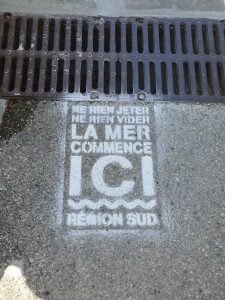 NE RIEN JETER
NE RIEN VIDER
LA MER
COMMENCE
ICI
RÉGION SUD